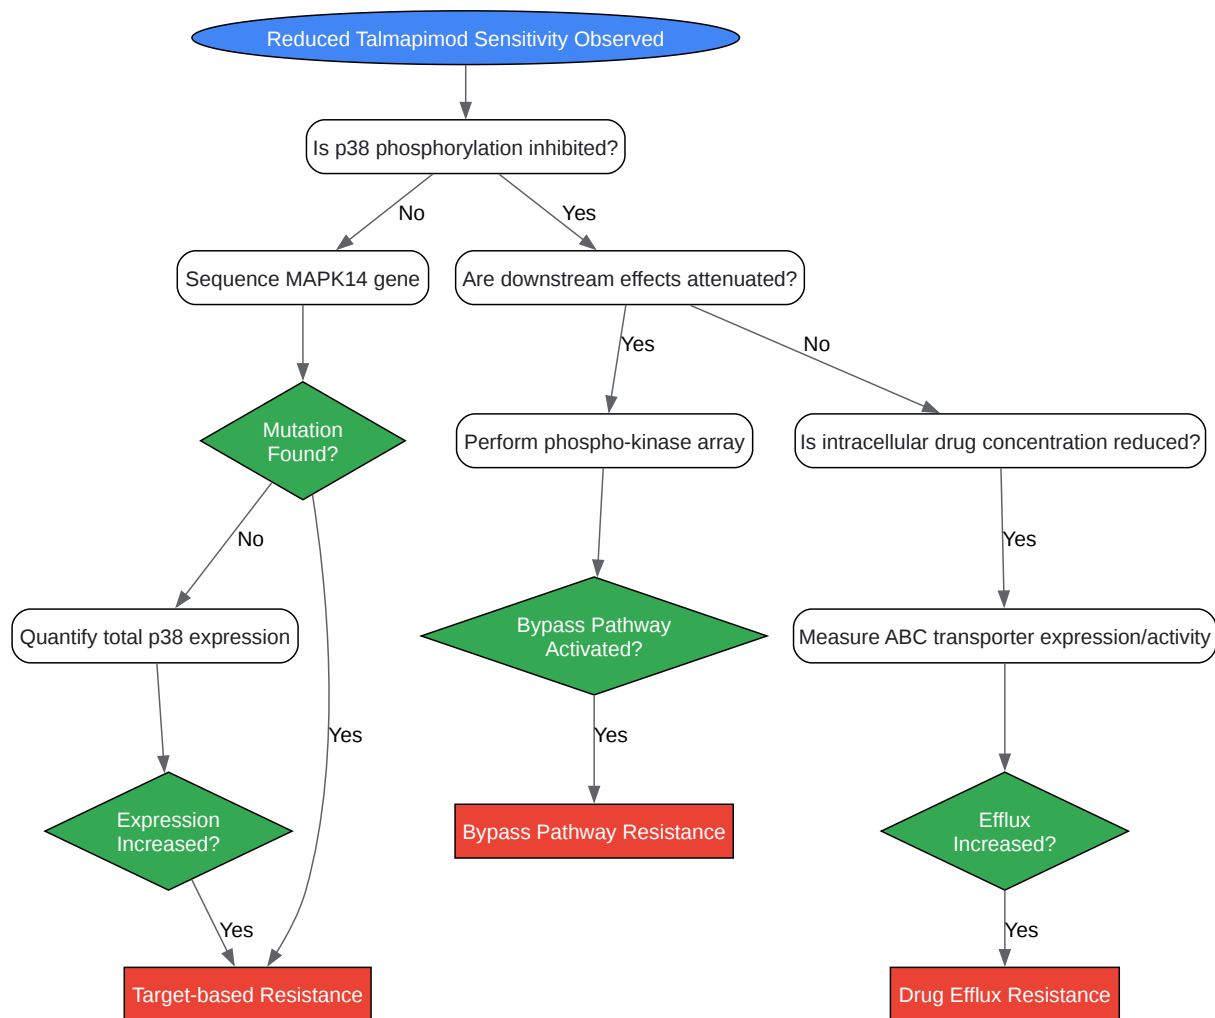 Reduced Talmapimod Sensitivity Observed
Is p38 phosphorylation inhibited?
No
Yes
Sequence MAPK14 gene
Are downstream effects attenuated?
Yes
No
Mutation
Found?
Perform phospho-kinase array
Is intracellular drug concentration reduced?
No
Yes
Quantify total p38 expression
Bypass Pathway
Activated?
Measure ABC transporter expression/activity
Yes
Yes
Expression
Increased?
Bypass Pathway Resistance
Efflux
Increased?
Yes
Yes
Target-based Resistance
Drug Efflux Resistance